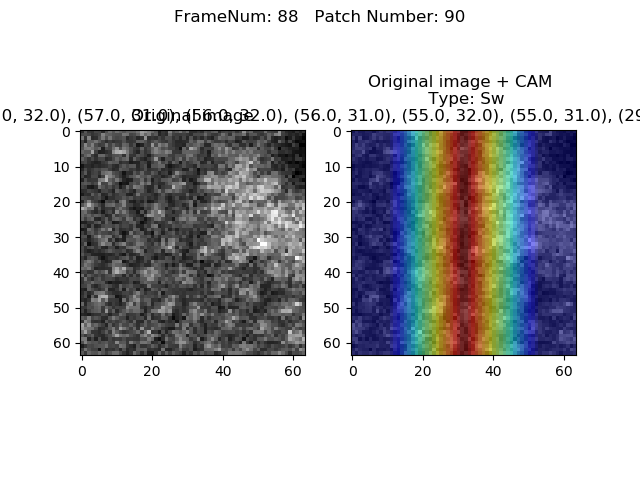 FrameNum: 88   Patch Number: 90
Original image + CAM
Type: Sw
0, 32.0), (57.0, 31.0), (56.0, 32.0), (56.0, 31.0), (55.0, 32.0), (55.0, 31.0), (29
Original image
0
10
20
30
40
50
60
0 20 40 60
0
10
20
30
40
50
60
0 20 40 60